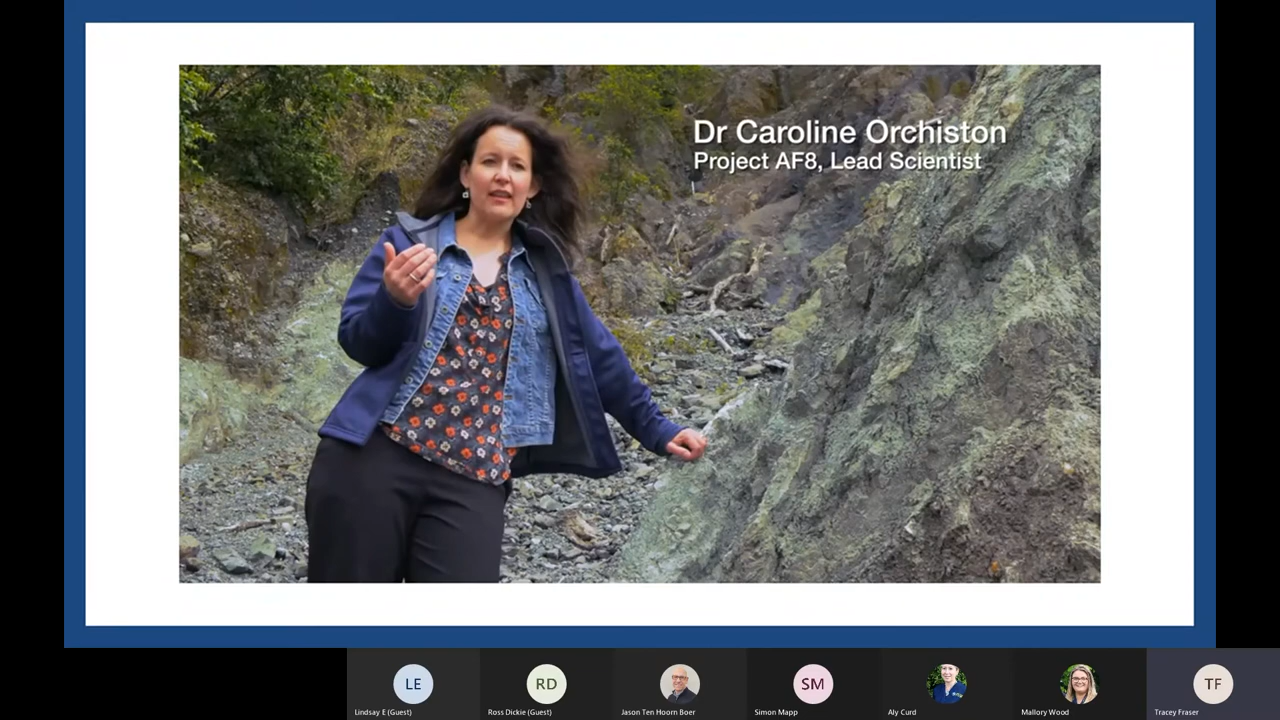 Dr Caroline Orchiston
Project AF8, Lead Scientist
LE
RD
SM
TF
Lindsay E (Guest)
Ross Dickie (Guest)
Jason Ten Hoorn Boer
Simon Mapp
Aly Curd
Mallory Wood
Tracey Fraser